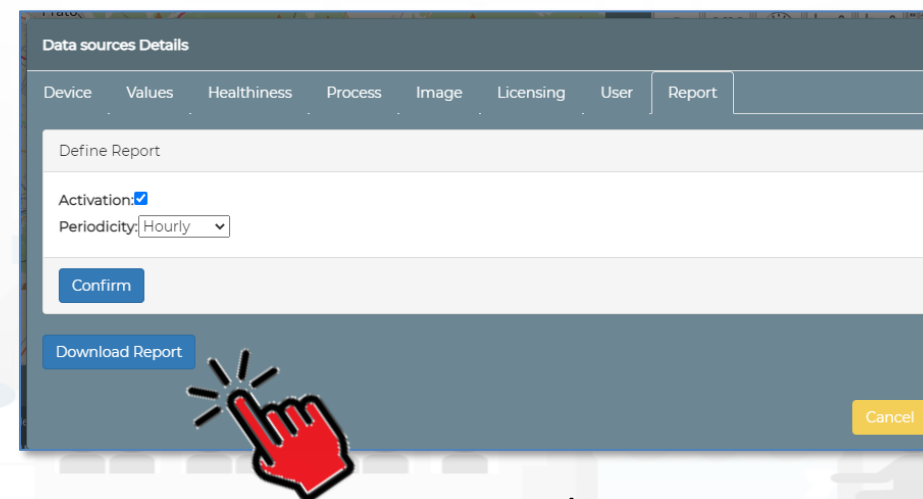 Prato,
Data sources Details
Device Values Healthiness Process Image Licensing User Report
Define Report
Activation:
Periodicity: Hourly
Confirm
Download Report
Cancel